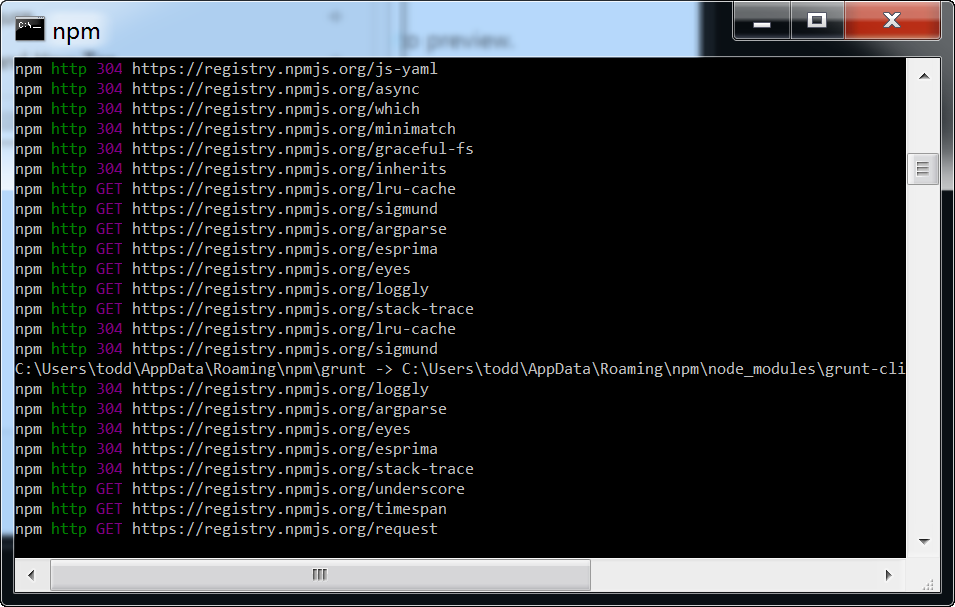 npm
o preview.
npm http 304 https://registry.npmjs.org/js-yaml
npm http 304 https://registry.npmjs.org/async
npm http 304 https://registry.npmjs.org/which
npm http 304 https://registry.npmjs.org/minimatch
npm http 304 https://registry.npmjs.org/graceful-fs
npm http 304 https://registry.npmjs.org/inherits
npm http GET https://registry.npmjs.org/lru-cache
npm http GET https://registry.npmjs.org/sigmund
npm http GET https://registry.npmjs.org/argparse
npm http GET https://registry.npmjs.org/esprima
npm http GET https://registry.npmjs.org/eyes
npm http GET https://registry.npmjs.org/loggly
npm http GET https://registry.npmjs.org/stack-trace
npm http 304 https://registry.npmjs.org/lru-cache
npm http 304 https://registry.npmjs.org/sigmund
C:\Users\todd\AppData\Roaming\npm\grunt -> C:\Users\todd\AppData\Roaming\npm\node_modules\grunt-cli
npm http 304 https://registry.npmjs.org/loggly
npm http 304 https://registry.npmjs.org/argparse
npm http 304 https://registry.npmjs.org/eyes
npm http 304 https://registry.npmjs.org/esprima
npm http 304 https://registry.npmjs.org/stack-trace
npm http GET https://registry.npmjs.org/underscore
npm http GET https://registry.npmjs.org/timespan
npm http GET https://registry.npmjs.org/request